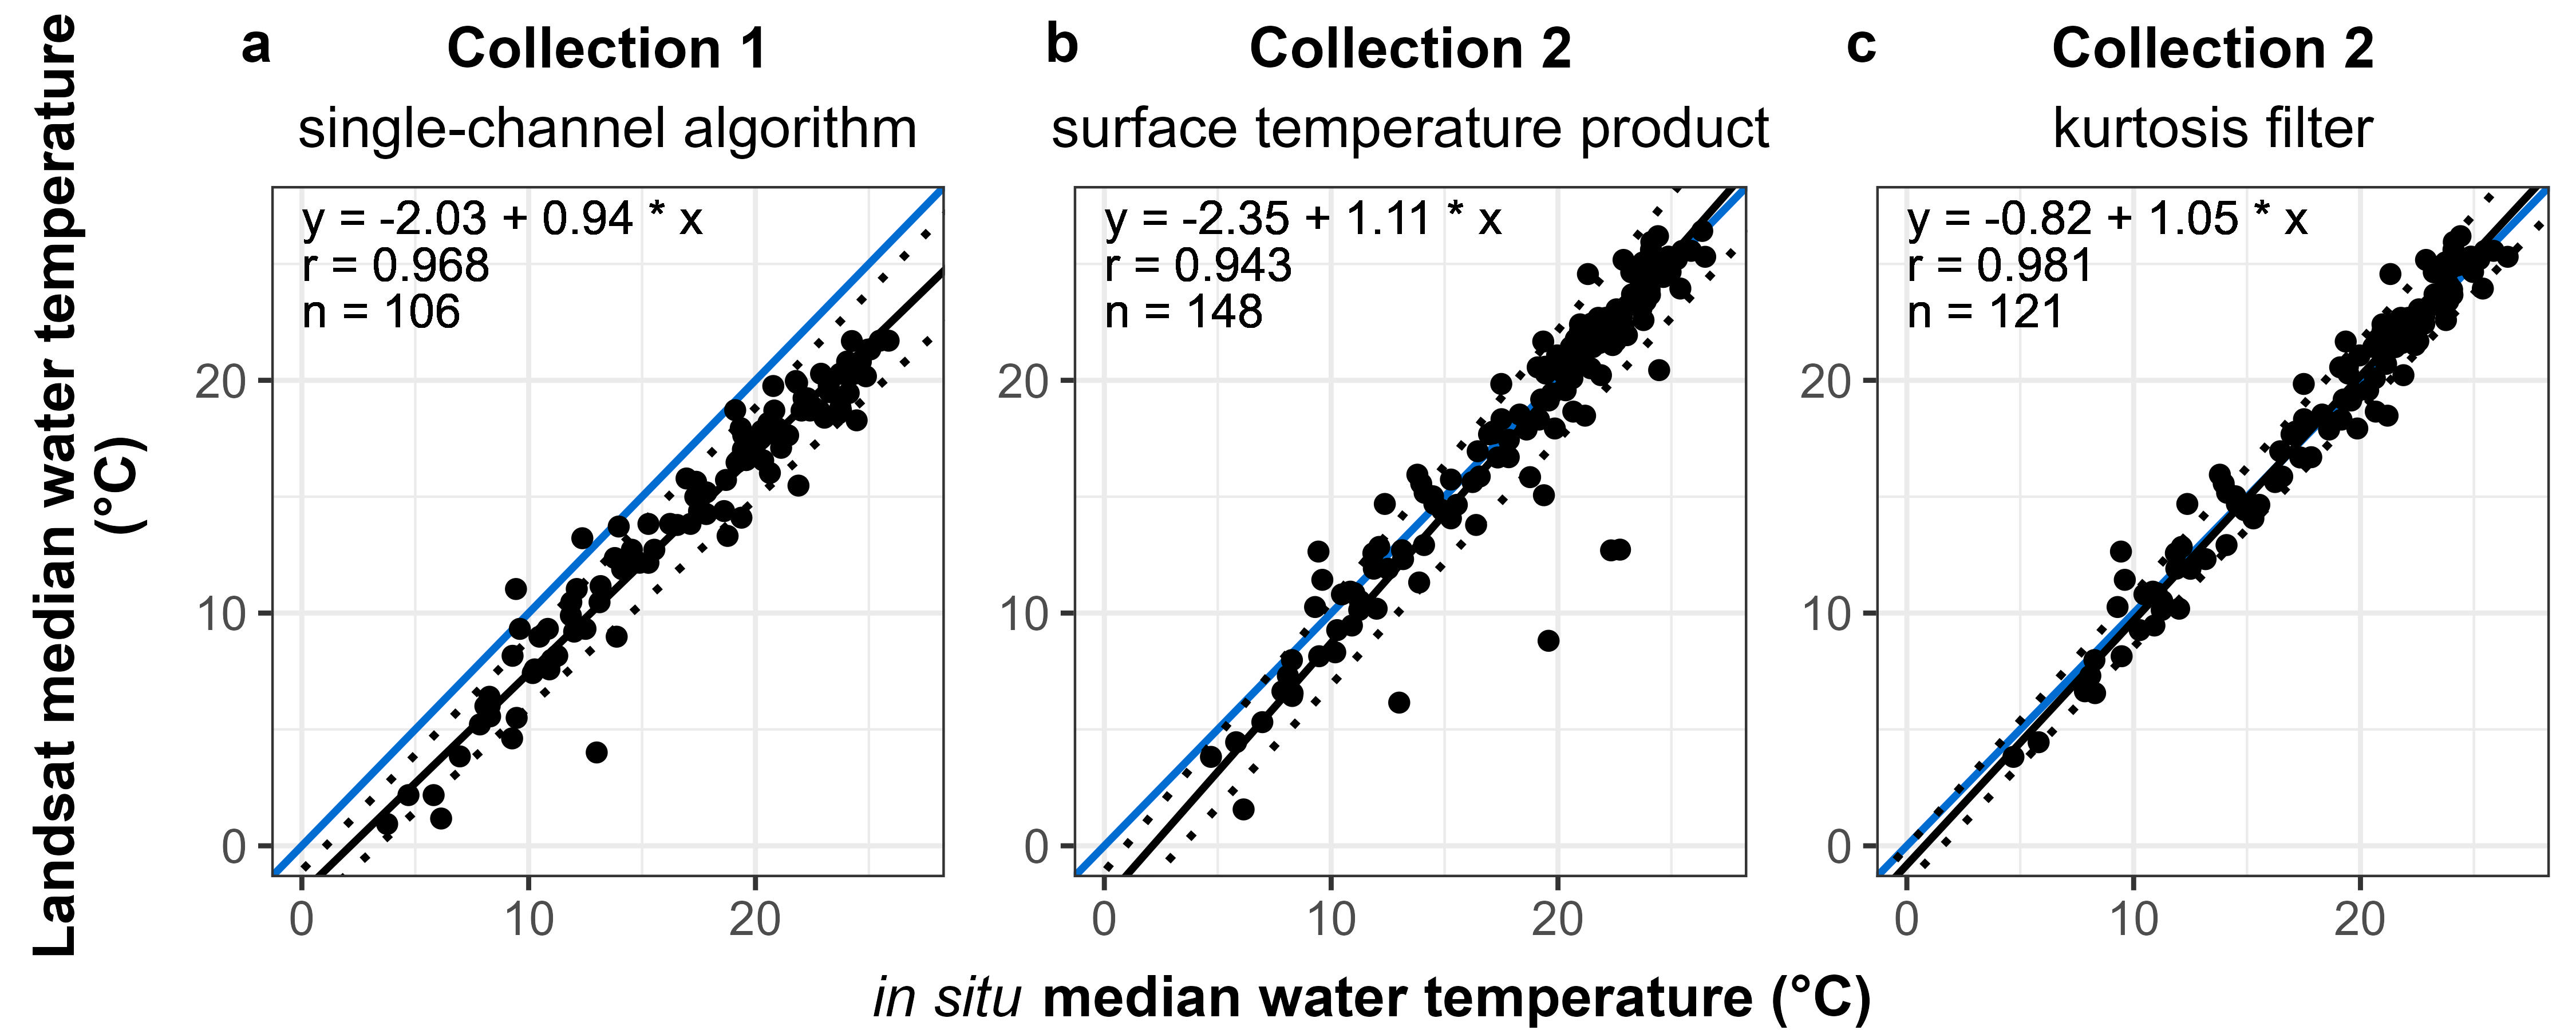 Landsat median water temperature
(°C)
a
Collection 1
single-channel algorithm
y = -2.03 + 0.94 * x
r = 0.968
n = 106
20
10
0
0 10 20
b
Collection 2
surface temperature product
y = -2.35 + 1.11 * x
r = 0.943
n = 148
20
10
0
0 10 20
c
Collection 2
kurtosis filter
y = -0.82 + 1.05 * x
r = 0.981
n = 121
20
10
0
0 10 20
in situ median water temperature (°C)